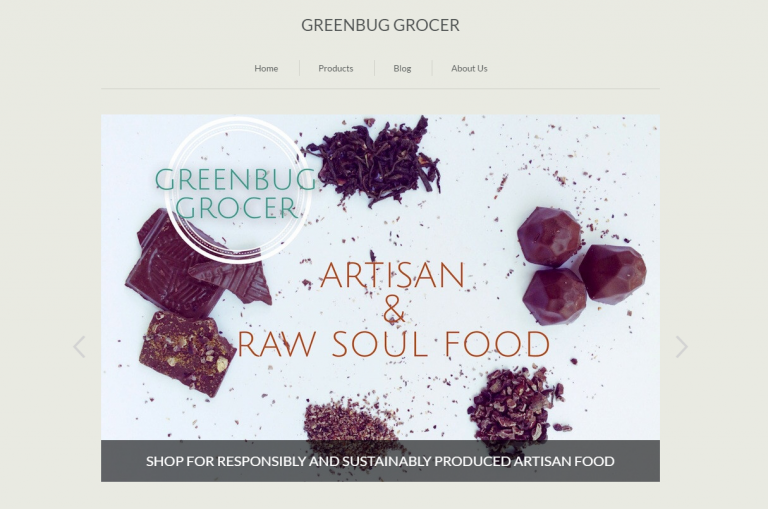 GREENBUG GROCER
Home
Products
Blog
About Us
GREENBUG
GROCER
ARTISAN
&
RAW SOUL FOOD
SHOP FOR RESPONSIBLY AND SUSTAINABLY PRODUCED ARTISAN FOOD